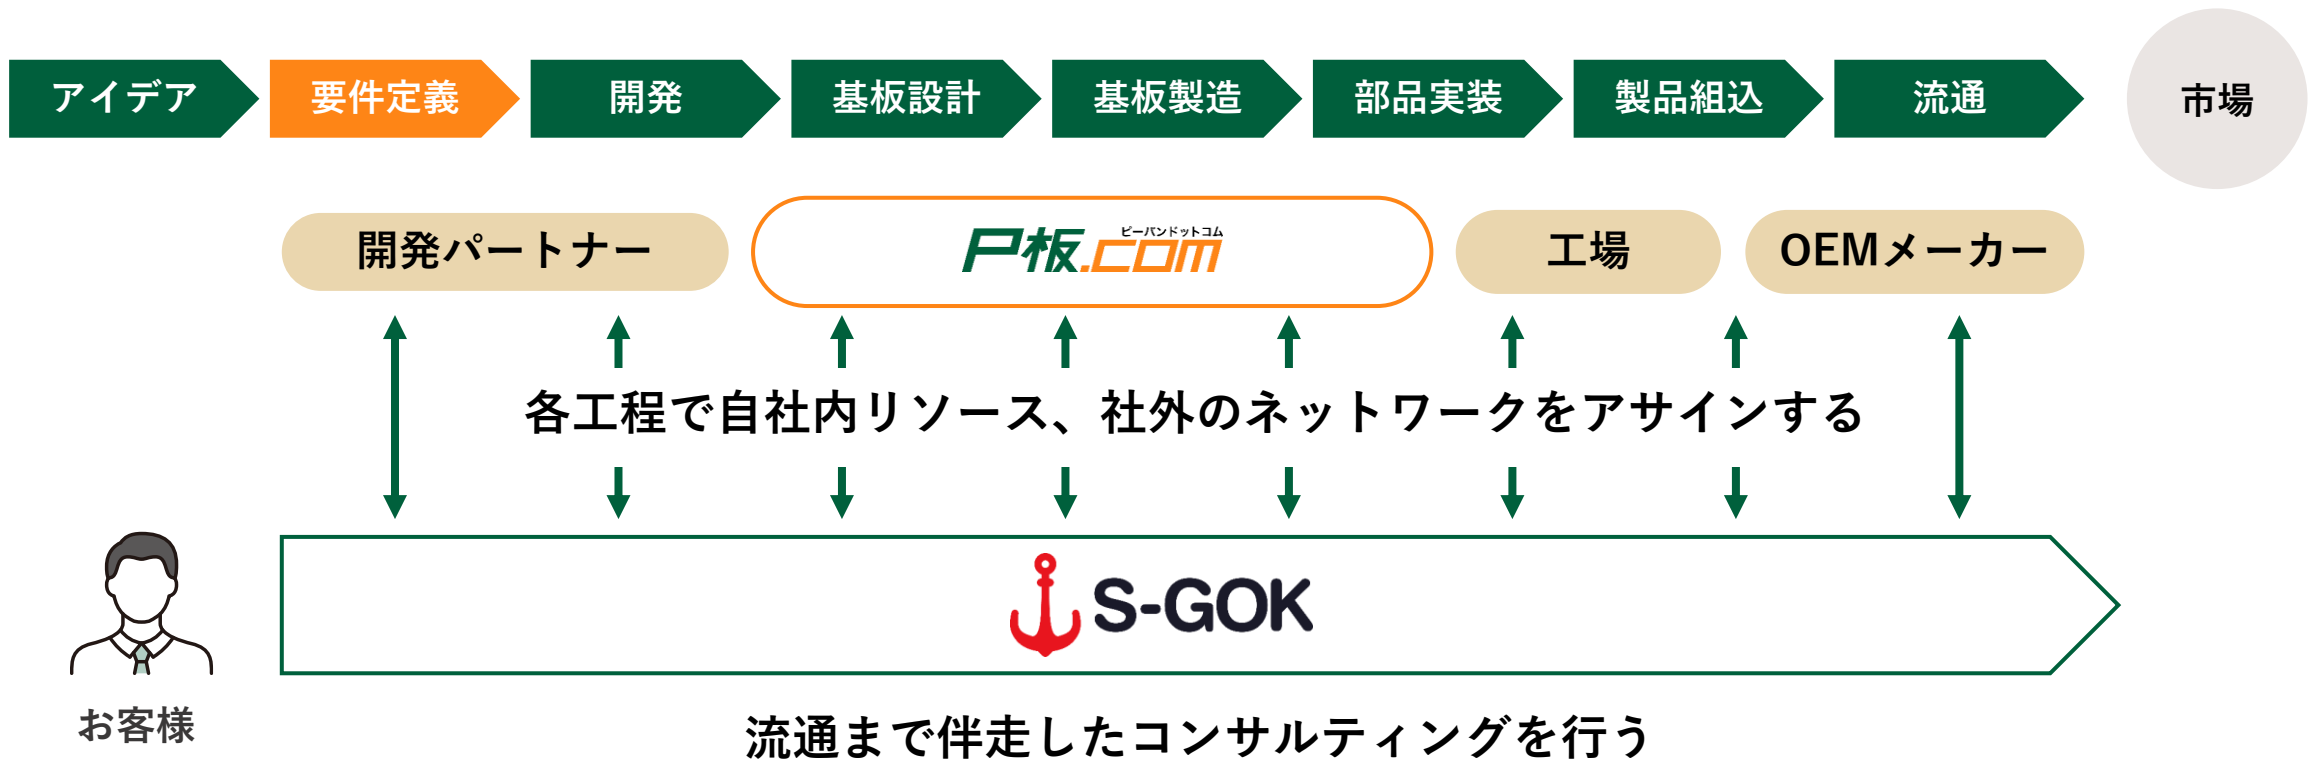 アイデア
要件定義
開発
基板設計
基板製造
部品実装
製品組込
流通
市場
開発パートナー
ピーバンドットコム
P板.com
工場
OEMメーカー
各工程で自社内リソース、社外のネットワークをアサインする
S-GOK
お客様
流通まで伴走したコンサルティングを行う